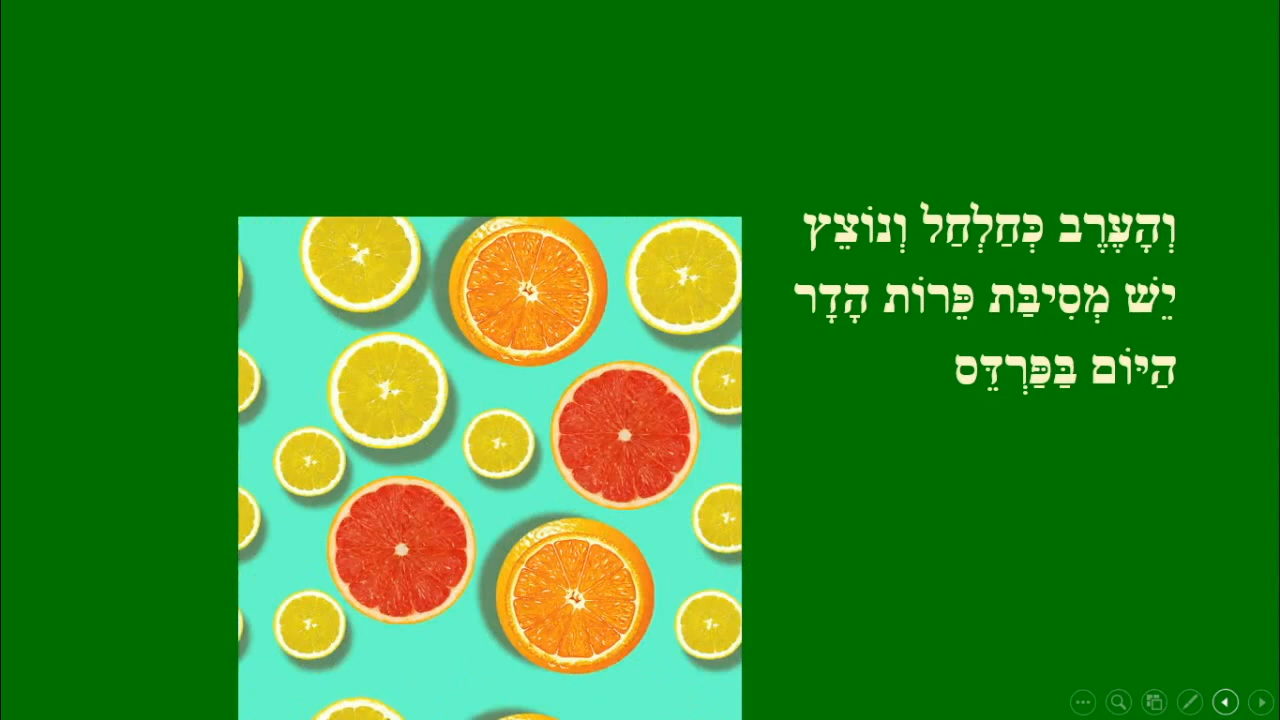 וְהָעֶרֶב כְּחַלְחַל וְנוֹצֵץ
יֵשׁ מְסִיבַּת פֵּרוֹת הָדָר
הַיּוֹם בַּפַּרְדֵּס